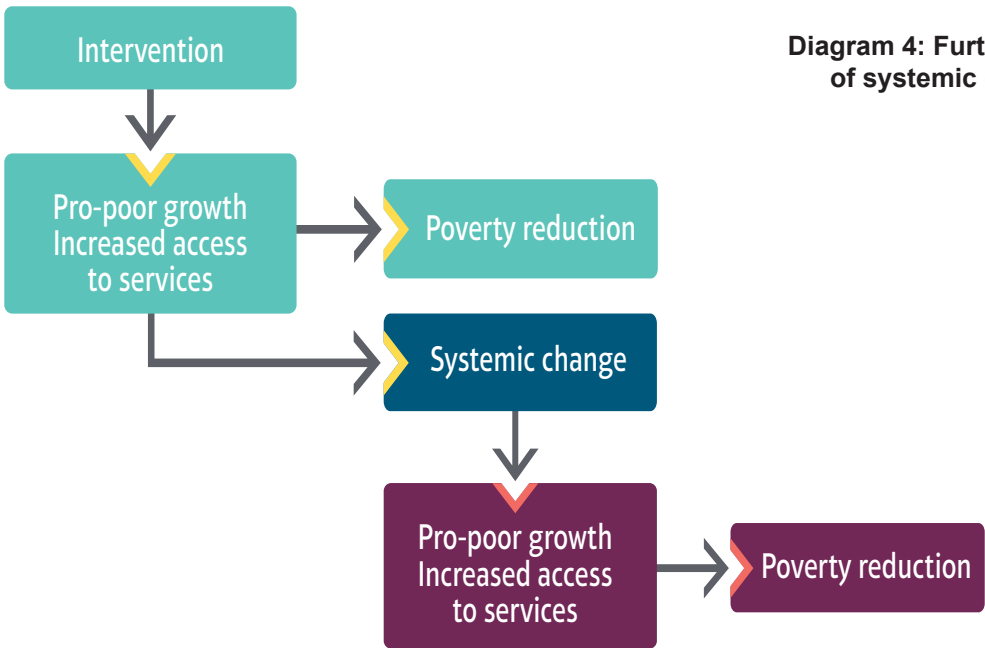 Intervention
Diagram 4: Furt
of systemic
Pro-poor growth
Increased access
to services
Poverty reduction
Systemic change
Pro-poor growth
Increased access
to services
Poverty reduction